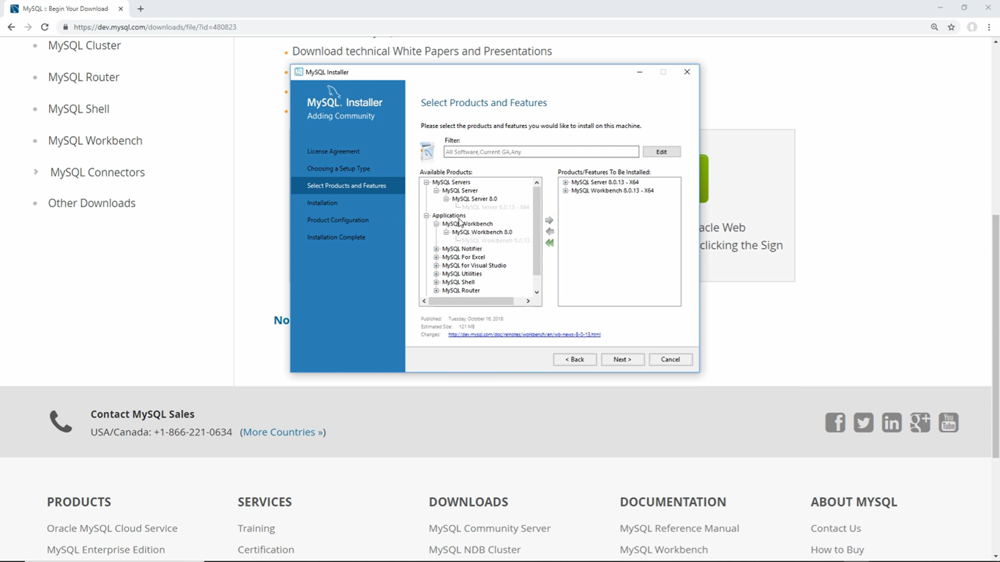 MySQL :: Begin Your Download
https://dev.mysql.com/downloads/file/?id=480823
MySQL Cluster
MySQL Router
MySQL Shell
MySQL Workbench
MySQL Connectors
Other Downloads
Download technical White Papers and Presentations
MySQL Installer
MySQL. Installer
Adding Community
License Agreement
Choosing a Setup Type
Select Products and Features
Installation
Product Configuration
Installation Complete
Select Products and Features
Please select the products and features you would like to install on this machine.
Filter:
All Software,Current GA,Any
Edit
Available Products:
MySQL Servers
MySQL Server
MySQL Server 8.0
MySQL Server 8.0.13 - X64
Applications
MySQL Workbench
MySQL Workbench 8.0
MySQL Workbench 8.0.13
MySQL Notifier
MySQL For Excel
MySQL for Visual Studio
MySQL Utilities
MySQL Shell
MySQL Router
Products/Features To Be Installed:
MySQL Server 8.0.13 - X64
MySQL Workbench 8.0.13 - X64
Published: Tuesday, October 16, 2018
Estimated Size: 121 MB
Changes: http://dev.mysql.com/doc/relnotes/workbench/en/wb-news-8-0-13.html
< Back
Next >
Cancel
acle Web
clicking the Sign
No
Contact MySQL Sales
USA/Canada: +1-866-221-0634 (More Countries »)
You Tube
PRODUCTS
Oracle MySQL Cloud Service
MySQL Enterprise Edition
SERVICES
Training
Certification
DOWNLOADS
MySQL Community Server
MySQL NDB Cluster
DOCUMENTATION
MySQL Reference Manual
MySQL Workbench
ABOUT MYSQL
Contact Us
How to Buy